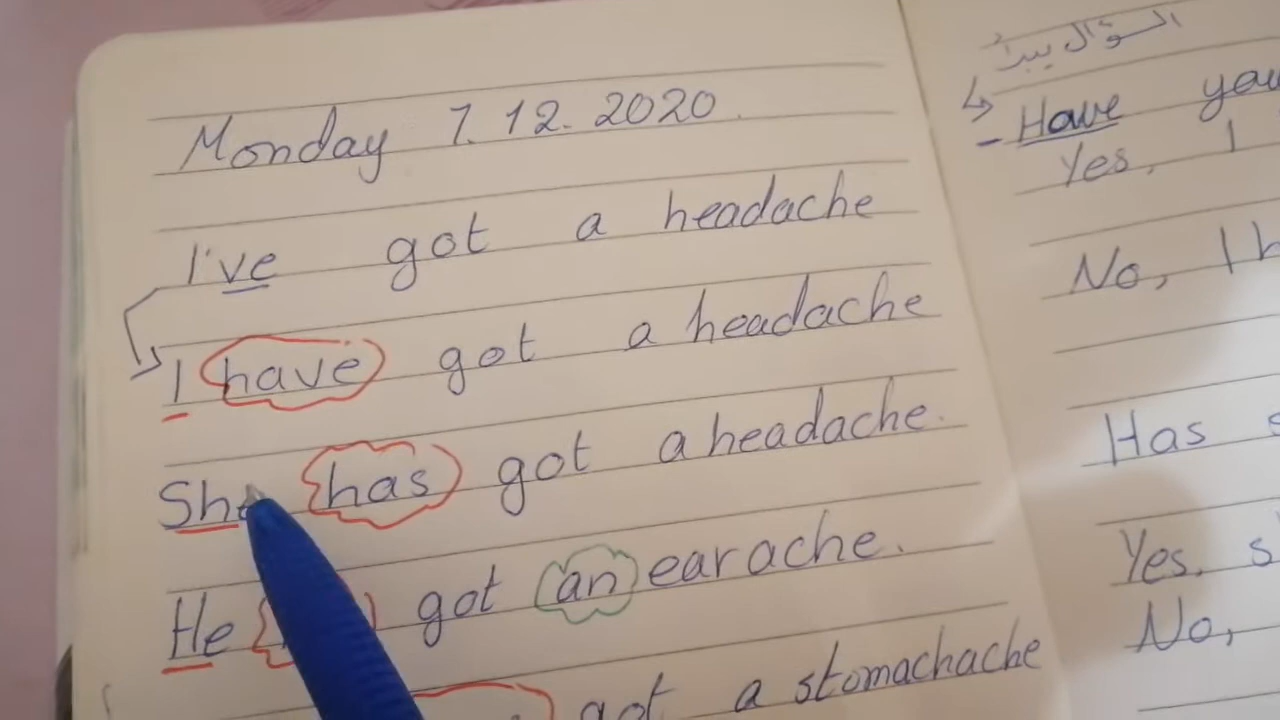 Monday 7.12.2020.
I've got a headache
I have got a headache
She has got a headache.
He got an earache.
got a stomachache
السؤال يبدأ
- Have you
Yes, I
No, I h
Has s
Yes, s
No,